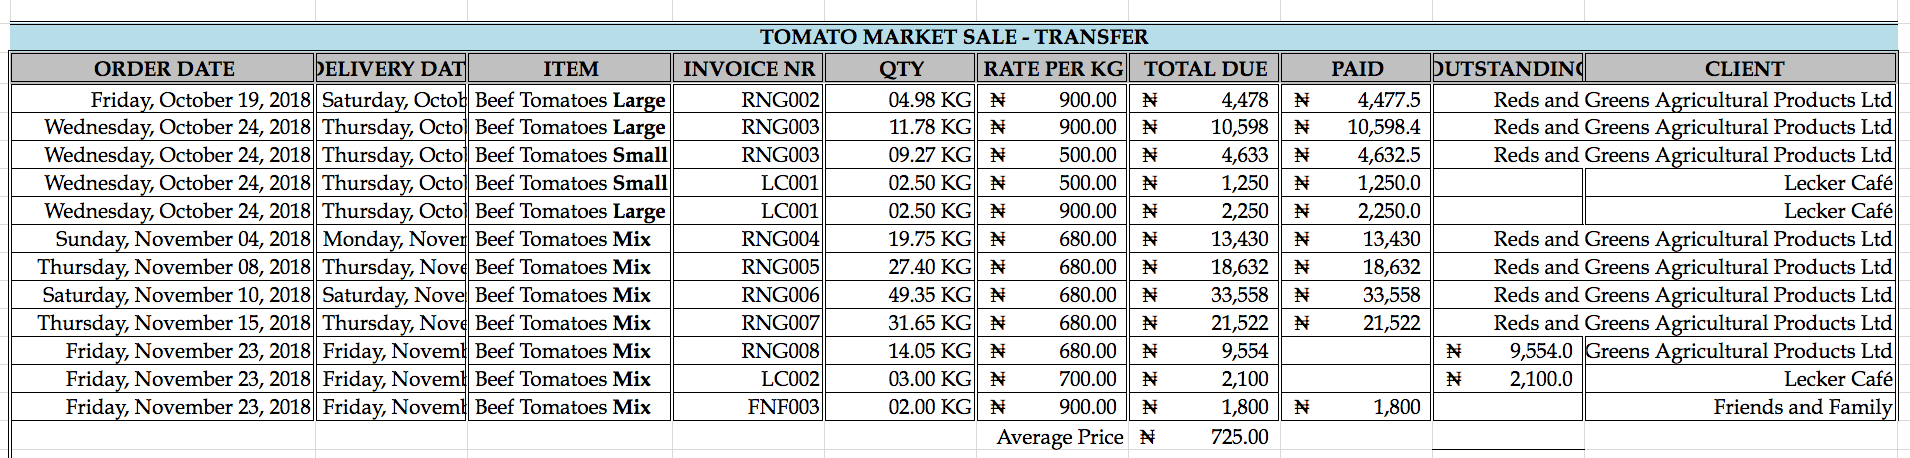 TOMATO MARKET SALE - TRANSFER
ORDER DATE DELIVERY DAT ITEM INVOICE NR QTY RATE PER KG TOTAL DUE PAID OUTSTANDING CLIENT
Friday, October 19, 2018 Saturday, Octob Beef Tomatoes Large RNG002 04.98 KG ₦ 900.00 ₦ 4,478 ₦ 4,477.5 Reds and Greens Agricultural Products Ltd
Wednesday, October 24, 2018 Thursday, Octo Beef Tomatoes Large RNG003 11.78 KG ₦ 900.00 ₦ 10,598 ₦ 10,598.4 Reds and Greens Agricultural Products Ltd
Wednesday, October 24, 2018 Thursday, Octo Beef Tomatoes Small RNG003 09.27 KG ₦ 500.00 ₦ 4,633 ₦ 4,632.5 Reds and Greens Agricultural Products Ltd
Wednesday, October 24, 2018 Thursday, Octo Beef Tomatoes Small LC001 02.50 KG ₦ 500.00 ₦ 1,250 ₦ 1,250.0 Lecker Café
Wednesday, October 24, 2018 Thursday, Octo Beef Tomatoes Large LC001 02.50 KG ₦ 900.00 ₦ 2,250 ₦ 2,250.0 Lecker Café
Sunday, November 04, 2018 Monday, Nover Beef Tomatoes Mix RNG004 19.75 KG ₦ 680.00 ₦ 13,430 ₦ 13,430 Reds and Greens Agricultural Products Ltd
Thursday, November 08, 2018 Thursday, Nove Beef Tomatoes Mix RNG005 27.40 KG ₦ 680.00 ₦ 18,632 ₦ 18,632 Reds and Greens Agricultural Products Ltd
Saturday, November 10, 2018 Saturday, Nove Beef Tomatoes Mix RNG006 49.35 KG ₦ 680.00 ₦ 33,558 ₦ 33,558 Reds and Greens Agricultural Products Ltd
Thursday, November 15, 2018 Thursday, Nove Beef Tomatoes Mix RNG007 31.65 KG ₦ 680.00 ₦ 21,522 ₦ 21,522 Reds and Greens Agricultural Products Ltd
Friday, November 23, 2018 Friday, Novemb Beef Tomatoes Mix RNG008 14.05 KG ₦ 680.00 ₦ 9,554 ₦ 9,554.0 Greens Agricultural Products Ltd
Friday, November 23, 2018 Friday, Novemb Beef Tomatoes Mix LC002 03.00 KG ₦ 700.00 ₦ 2,100 ₦ 2,100.0 Lecker Café
Friday, November 23, 2018 Friday, Novemb Beef Tomatoes Mix FNF003 02.00 KG ₦ 900.00 ₦ 1,800 ₦ 1,800 Friends and Family
Average Price ₦ 725.00